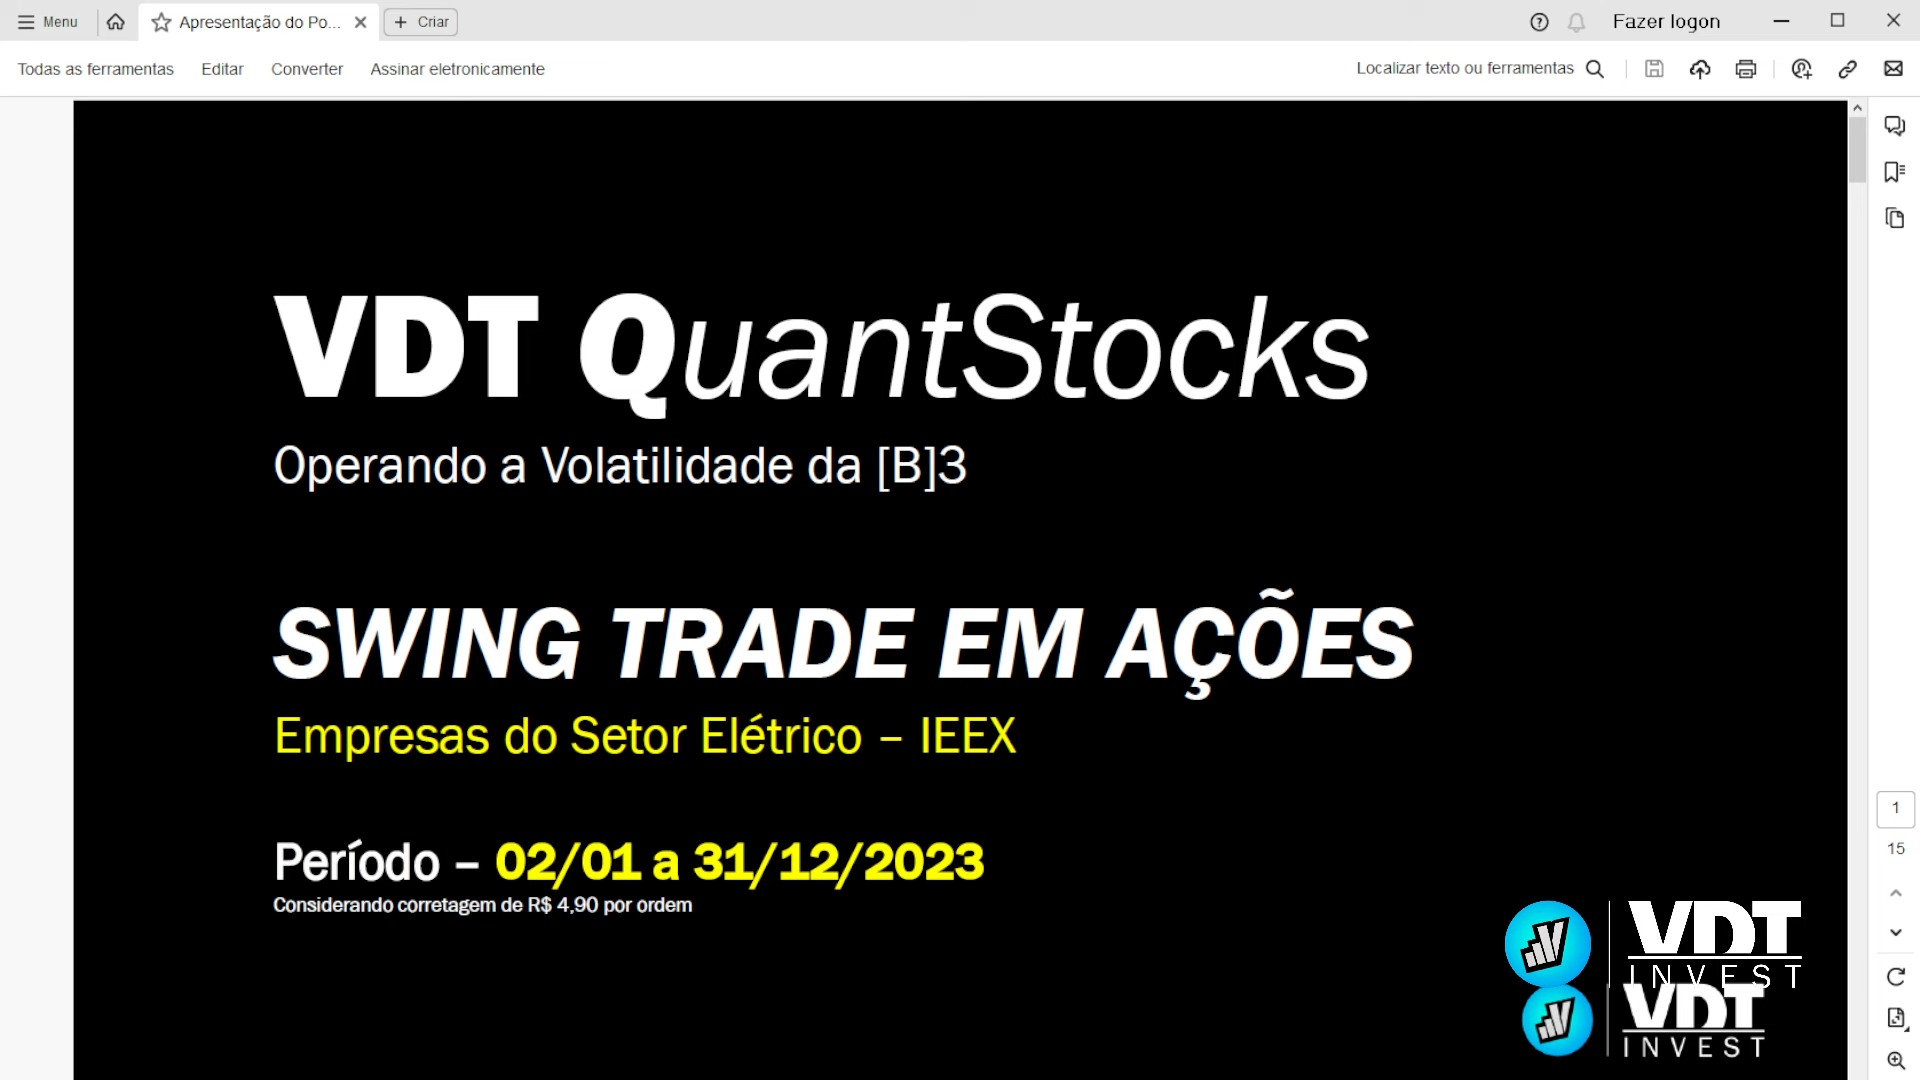 Menu
Apresentação do Po...
Criar
Fazer logon
Todas as ferramentas
Editar
Converter
Assinar eletronicamente
Localizar texto ou ferramentas
VDT QuantStocks
Operando a Volatilidade da [B]3
SWING TRADE EM AÇÕES
Empresas do Setor Elétrico – IEEX
Período – 02/01 a 31/12/2023
Considerando corretagem de R$ 4,90 por ordem
VDT
INVEST
VDT
INVEST
1
15